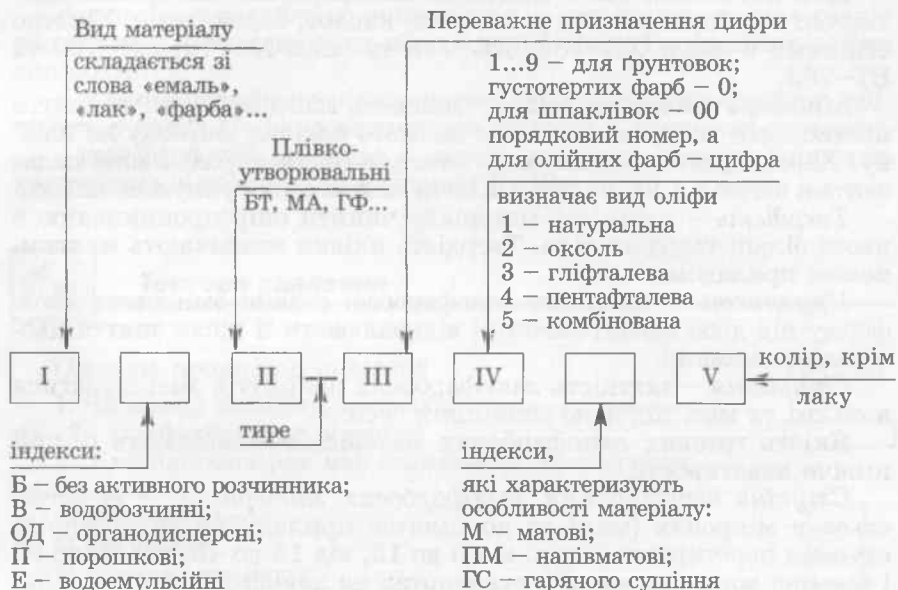 Вид матеріалу
складається зі
слова «емаль»,
«лак», «фарба»...
Плівко-
утворювальні
БТ, МА, ГФ...
Переважне призначення цифри
1...9 – для ґрунтовок;
густотертих фарб – 0;
для шпаклівок – 00
порядковий номер, а
для олійних фарб – цифра
визначає вид оліфи
1 – натуральна
2 – оксоль
3 – гліфталева
4 – пентафталева
5 – комбінована
I
II
III
IV
V
колір, крім
лаку
тире
індекси:
Б – без активного розчинника;
В – водорозчинні;
ОД – органодисперсні;
П – порошкові;
Е – водоемульсійні
індекси,
які характеризують
особливості матеріалу:
М – матові;
ПМ – напівматові;
ГС – гарячого сушіння